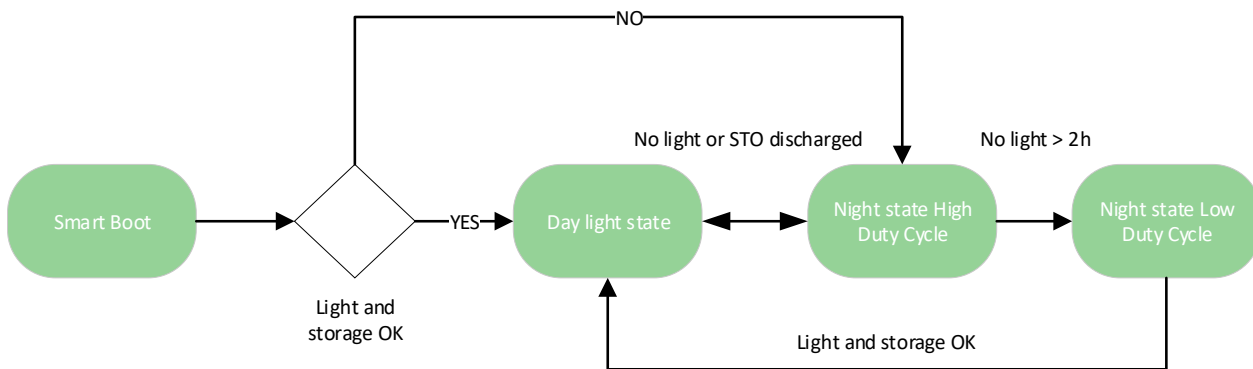 NO
No light or STO discharged
No light > 2h
Smart Boot
YES
Day light state
Night state High
Duty Cycle
Night state Low
Duty Cycle
Light and
storage OK
Light and storage OK